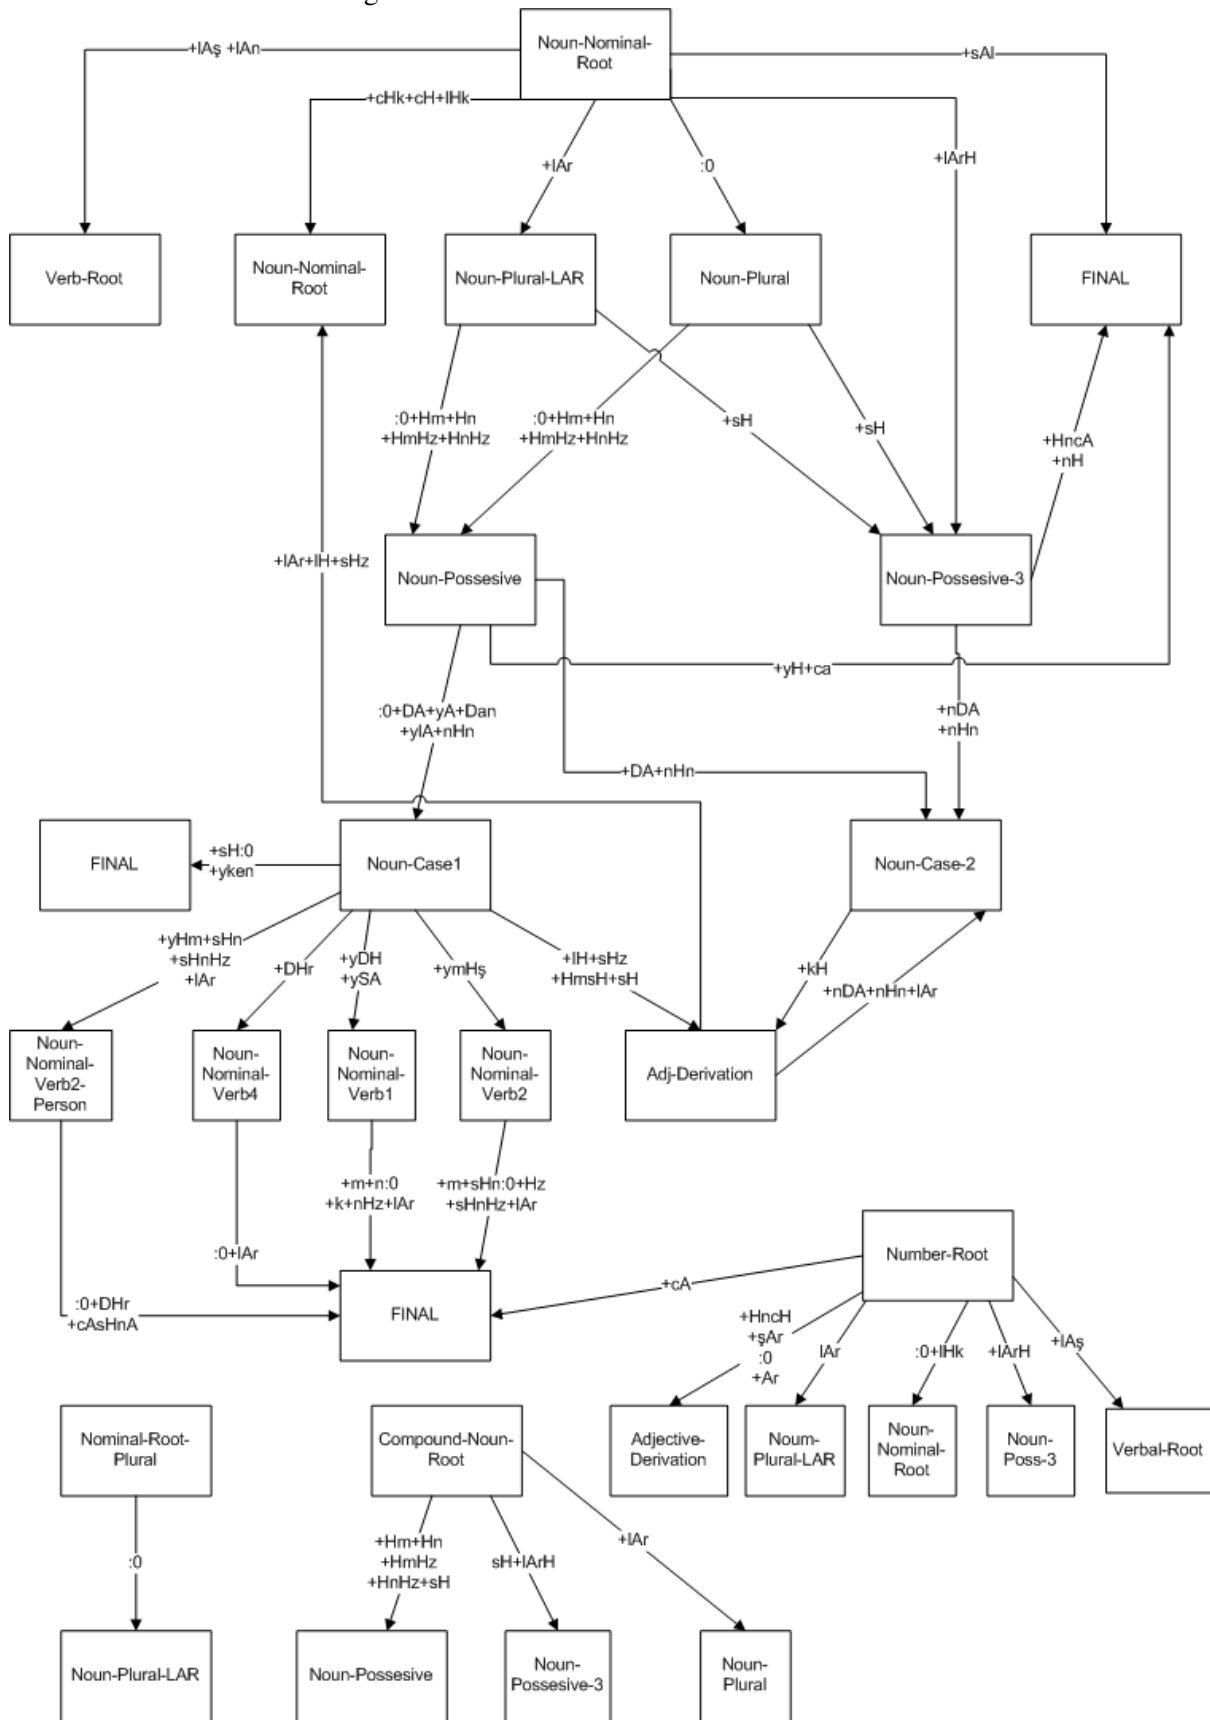 +lAş +lAn
Noun-Nominal-
Root
+sAl
+cHk+cH+lHk
+lAr
:0
+lArH
Verb-Root
Noun-Nominal-
Root
Noun-Plural-LAR
Noun-Plural
FINAL
:0+Hm+Hn
+HmHz+HnHz
:0+Hm+Hn
+HmHz+HnHz
+sH
+sH
+HncA
+nH
+lAr+lH+sHz
Noun-Possesive
Noun-Possesive-3
+yH+ca
:0+DA+yA+Dan
+ylA+nHn
+nDA
+nHn
+DA+nHn
FINAL
+sH:0
+yken
Noun-Case1
Noun-Case-2
+yHm+sHn
+sHnHz
+lAr
+DHr
+yDH
+ySA
+ymHş
+lH+sHz
+HmsH+sH
+kH
+nDA+nHn+lAr
Noun-
Nominal-
Verb2-
Person
Noun-
Nominal-
Verb4
Noun-
Nominal-
Verb1
Noun-
Nominal-
Verb2
Adj-Derivation
+m+n:0
+k+nHz+lAr
+m+sHn:0+Hz
+sHnHz+lAr
:0+lAr
Number-Root
+cA
:0+DHr
+cAsHnA
FINAL
+HncH
+şAr
:0
+Ar
lAr
:0+lHk
+lArH
+lAş
Nominal-Root-
Plural
Compound-Noun-
Root
Adjective-
Derivation
Noum-
Plural-LAR
Noun-
Nominal-
Root
Noun-
Poss-3
Verbal-Root
:0
+Hm+Hn
+HmHz
+HnHz+sH
sH+lArH
+lAr
Noun-Plural-LAR
Noun-Possesive
Noun-
Possesive-3
Noun-
Plural